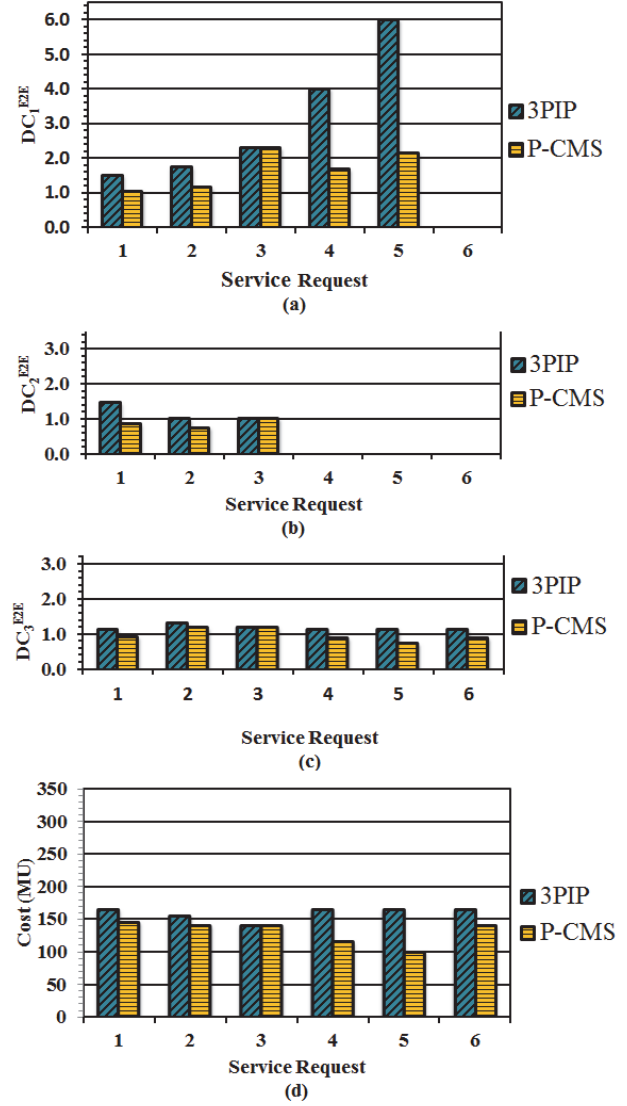 6.0
5.0
4.0
3.0
2.0
1.0
0.0
DC₁ᴱ²ᴱ
3PIP
P-CMS
1 2 3 4 5 6
Service Request
(a)
3.0
2.0
1.0
0.0
DC₂ᴱ²ᴱ
3PIP
P-CMS
1 2 3 4 5 6
Service Request
(b)
3.0
2.0
1.0
0.0
DC₃ᴱ²ᴱ
3PIP
P-CMS
1 2 3 4 5 6
Service Request
(c)
350
300
250
200
150
100
50
0
Cost (MU)
3PIP
P-CMS
1 2 3 4 5 6
Service Request
(d)